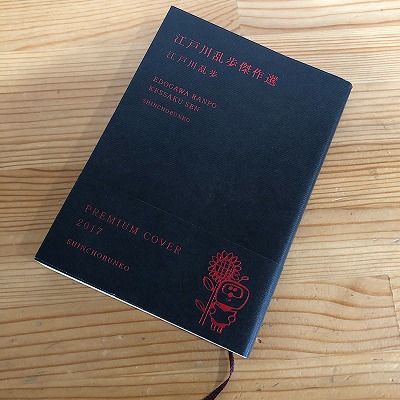 江戸川乱歩傑作選
江戸川乱歩
EDOGAWA RANPO
KESSAKU SEN
SHINCHOBUNKO
PREMIUM COVER
2017
SHINCHOBUNKO